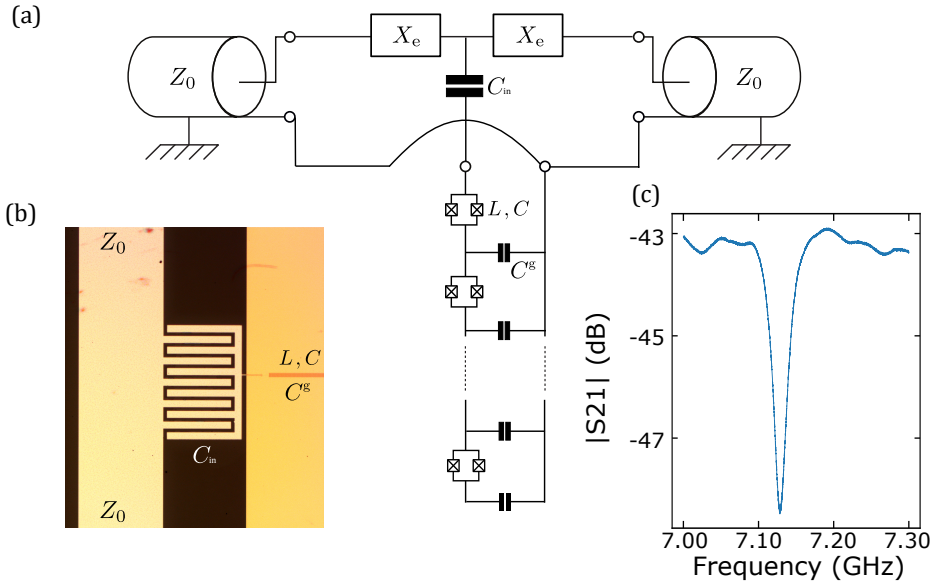 (a)
X_e
X_e
Z_0
Z_0
C_in
L, C
C^g
(b)
Z_0
L, C
C^g
C_in
Z_0
(c)
-43
-45
-47
|S21| (dB)
7.00 7.10 7.20 7.30
Frequency (GHz)